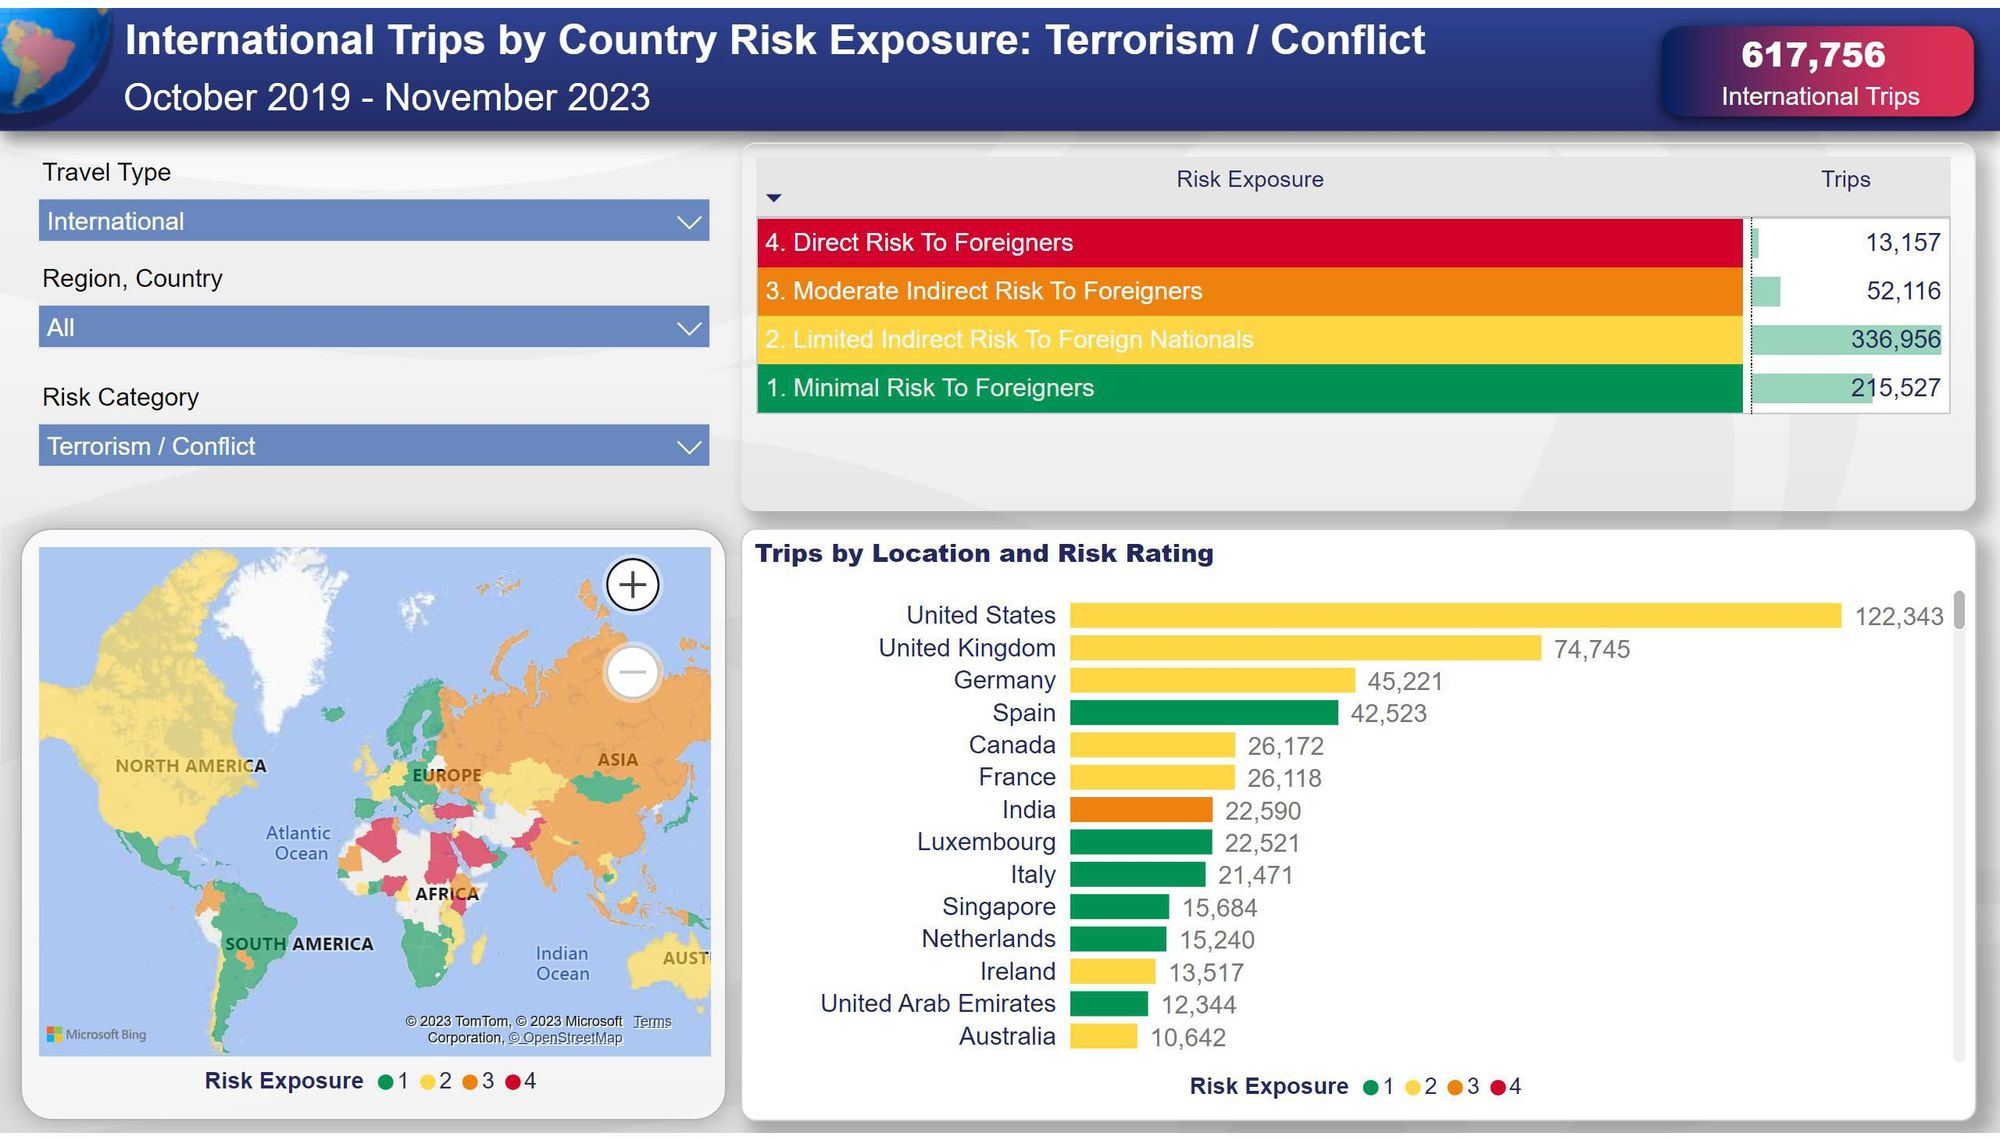 International Trips by Country Risk Exposure: Terrorism / Conflict
October 2019 - November 2023
617,756
International Trips
Travel Type
International
Region, Country
All
Risk Category
Terrorism / Conflict
Risk Exposure Trips
4. Direct Risk To Foreigners 13,157
3. Moderate Indirect Risk To Foreigners 52,116
2. Limited Indirect Risk To Foreign Nationals 336,956
1. Minimal Risk To Foreigners 215,527
NORTH AMERICA
EUROPE
ASIA
Atlantic
Ocean
AFRICA
SOUTH AMERICA
Indian
Ocean
AUST
Microsoft Bing
© 2023 TomTom, © 2023 Microsoft Terms
Corporation, © OpenStreetMap
Risk Exposure 1 2 3 4
Trips by Location and Risk Rating
United States 122,343
United Kingdom 74,745
Germany 45,221
Spain 42,523
Canada 26,172
France 26,118
India 22,590
Luxembourg 22,521
Italy 21,471
Singapore 15,684
Netherlands 15,240
Ireland 13,517
United Arab Emirates 12,344
Australia 10,642
Risk Exposure 1 2 3 4